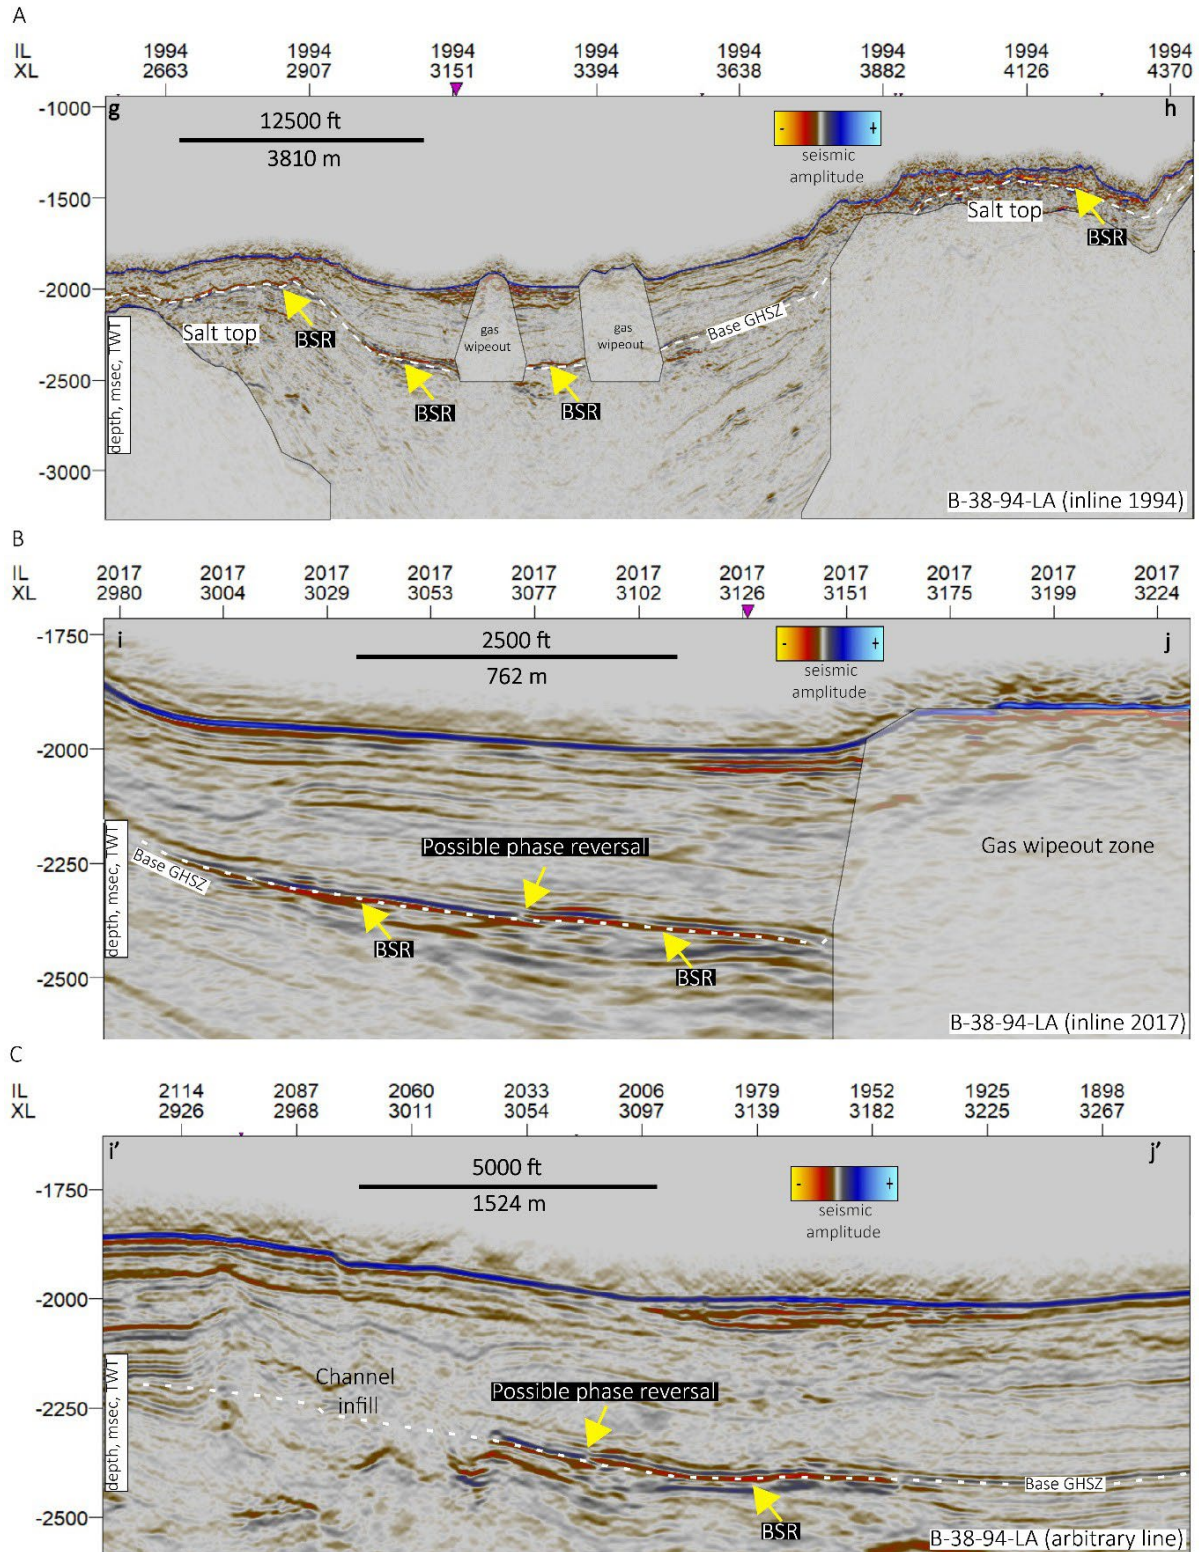 A
IL 1994 1994 1994 1994 1994 1994 1994 1994
XL 2663 2907 3151 3394 3638 3882 4126 4370
-1000
g
h
12500 ft
3810 m
- +
seismic
amplitude
-1500
Salt top
BSR
-2000
gas
wipeout
gas
wipeout
Base GHSZ
Salt top
BSR
depth, msec, TWT
BSR
BSR
-2500
-3000
B-38-94-LA (inline 1994)
B
IL 2017 2017 2017 2017 2017 2017 2017 2017 2017 2017 2017
XL 2980 3004 3029 3053 3077 3102 3126 3151 3175 3199 3224
-1750
i
j
2500 ft
762 m
- +
seismic
amplitude
-2000
Possible phase reversal
Gas wipeout zone
depth, msec, TWT
Base GHSZ
-2250
BSR
BSR
-2500
B-38-94-LA (inline 2017)
C
IL 2114 2087 2060 2033 2006 1979 1952 1925 1898
XL 2926 2968 3011 3054 3097 3139 3182 3225 3267
i’
j’
5000 ft
1524 m
-1750
- +
seismic
amplitude
-2000
Channel
infill
Possible phase reversal
depth, msec, TWT
-2250
Base GHSZ
BSR
-2500
B-38-94-LA (arbitrary line)